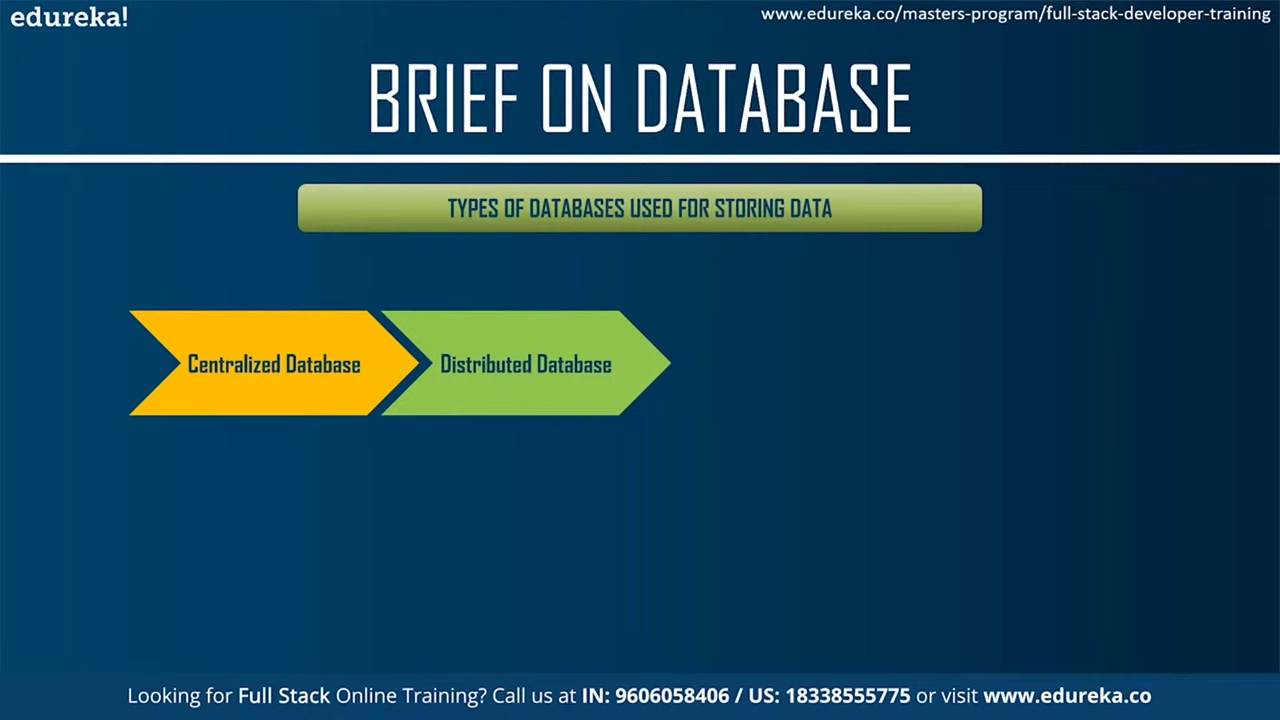 edureka!
www.edureka.co/masters-program/full-stack-developer-training
BRIEF ON DATABASE
TYPES OF DATABASES USED FOR STORING DATA
Centralized Database
Distributed Database
Looking for Full Stack Online Training? Call us at IN: 9606058406 / US: 18338555775 or visit www.edureka.co